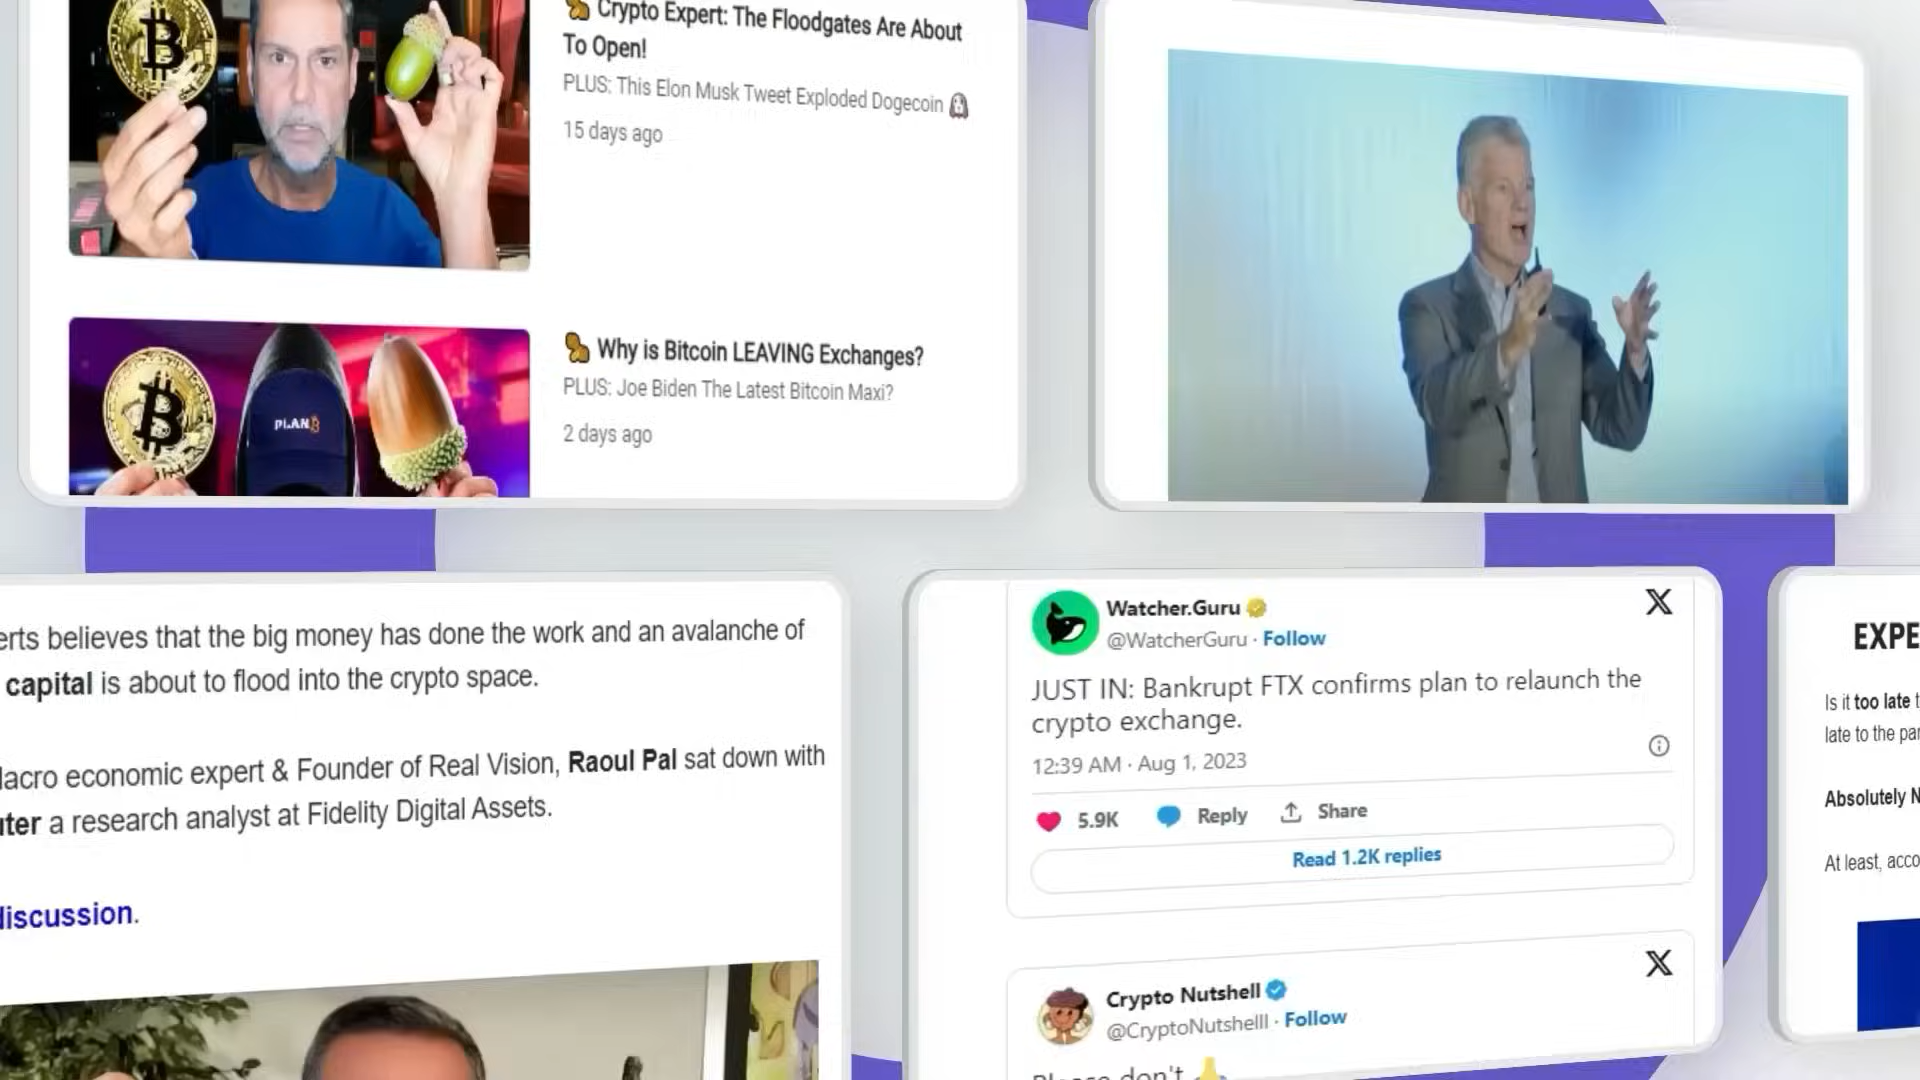 Crypto Expert: The Floodgates Are About
To Open!
PLUS: This Elon Musk Tweet Exploded Dogecoin
15 days ago
PLAN₿
Why is Bitcoin LEAVING Exchanges?
PLUS: Joe Biden The Latest Bitcoin Maxi?
2 days ago
erts believes that the big money has done the work and an avalanche of
capital is about to flood into the crypto space.
acro economic expert & Founder of Real Vision, Raoul Pal sat down with
uter a research analyst at Fidelity Digital Assets.
discussion.
Watcher.Guru
@WatcherGuru · Follow
JUST IN: Bankrupt FTX confirms plan to relaunch the
crypto exchange.
12:39 AM · Aug 1, 2023
5.9K Reply Share
Read 1.2K replies
Crypto Nutshell
@CryptoNutshelll · Follow
Please don't
EXPE
Is it too late t
late to the par
Absolutely N
At least, acco